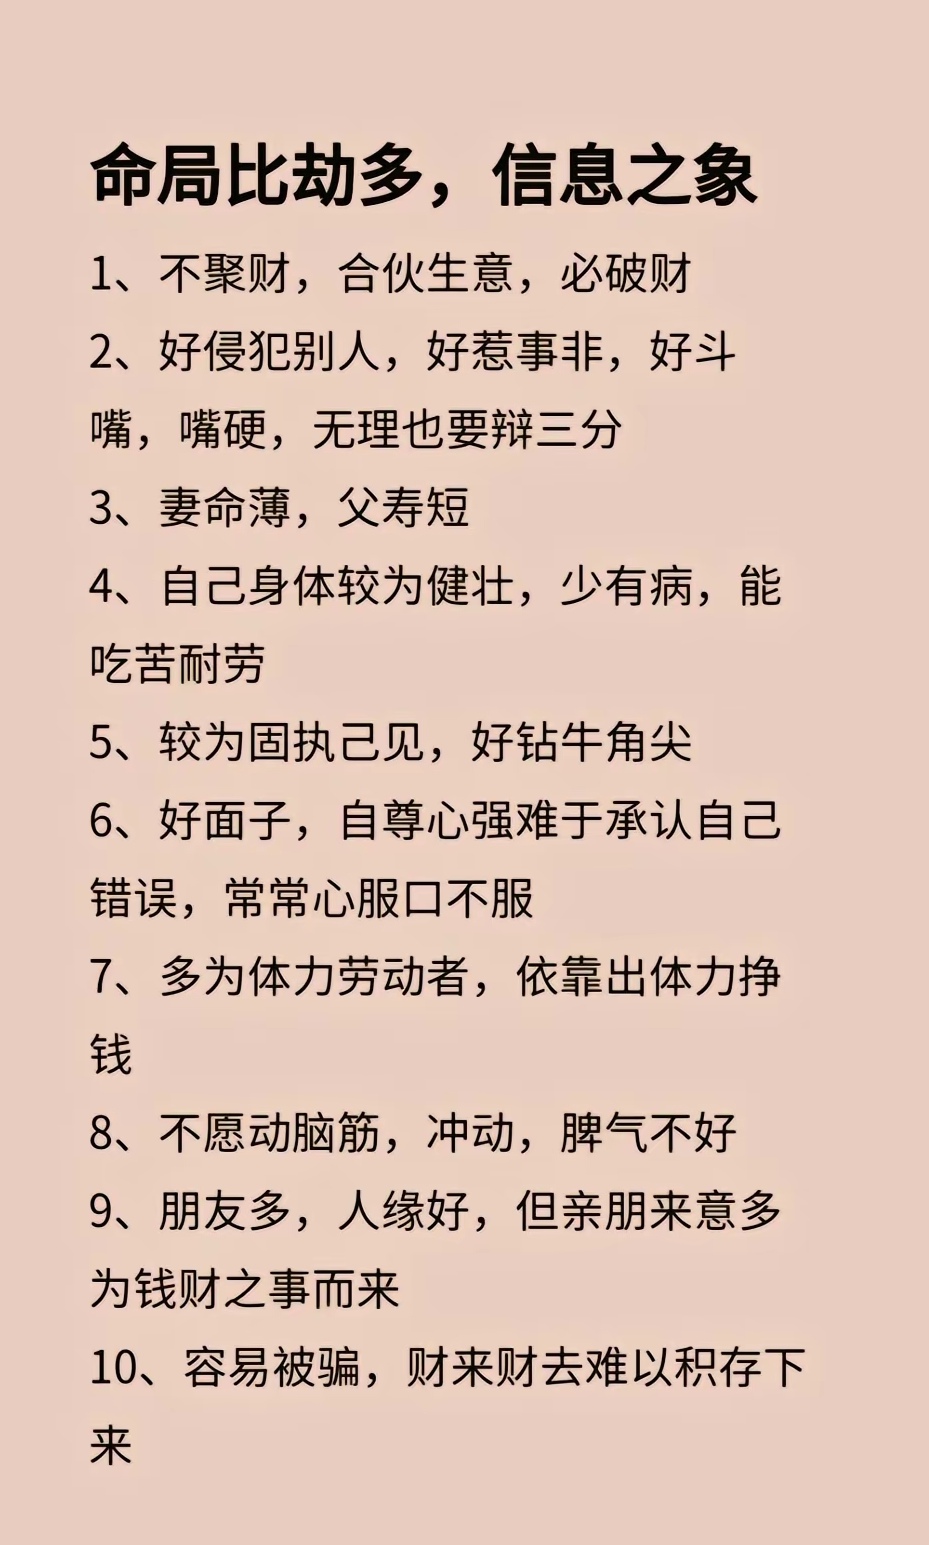 命局比劫多，信息之象
1、不聚财，合伙生意，必破财
2、好侵犯别人，好惹事非，好斗
嘴，嘴硬，无理也要辩三分
3、妻命薄，父寿短
4、自己身体较为健壮，少有病，能
吃苦耐劳
5、较为固执己见，好钻牛角尖
6、好面子，自尊心强难于承认自己
错误，常常心服口不服
7、多为体力劳动者，依靠出体力挣
钱
8、不愿动脑筋，冲动，脾气不好
9、朋友多，人缘好，但亲朋来意多
为钱财之事而来
10、容易被骗，财来财去难以积存下
来